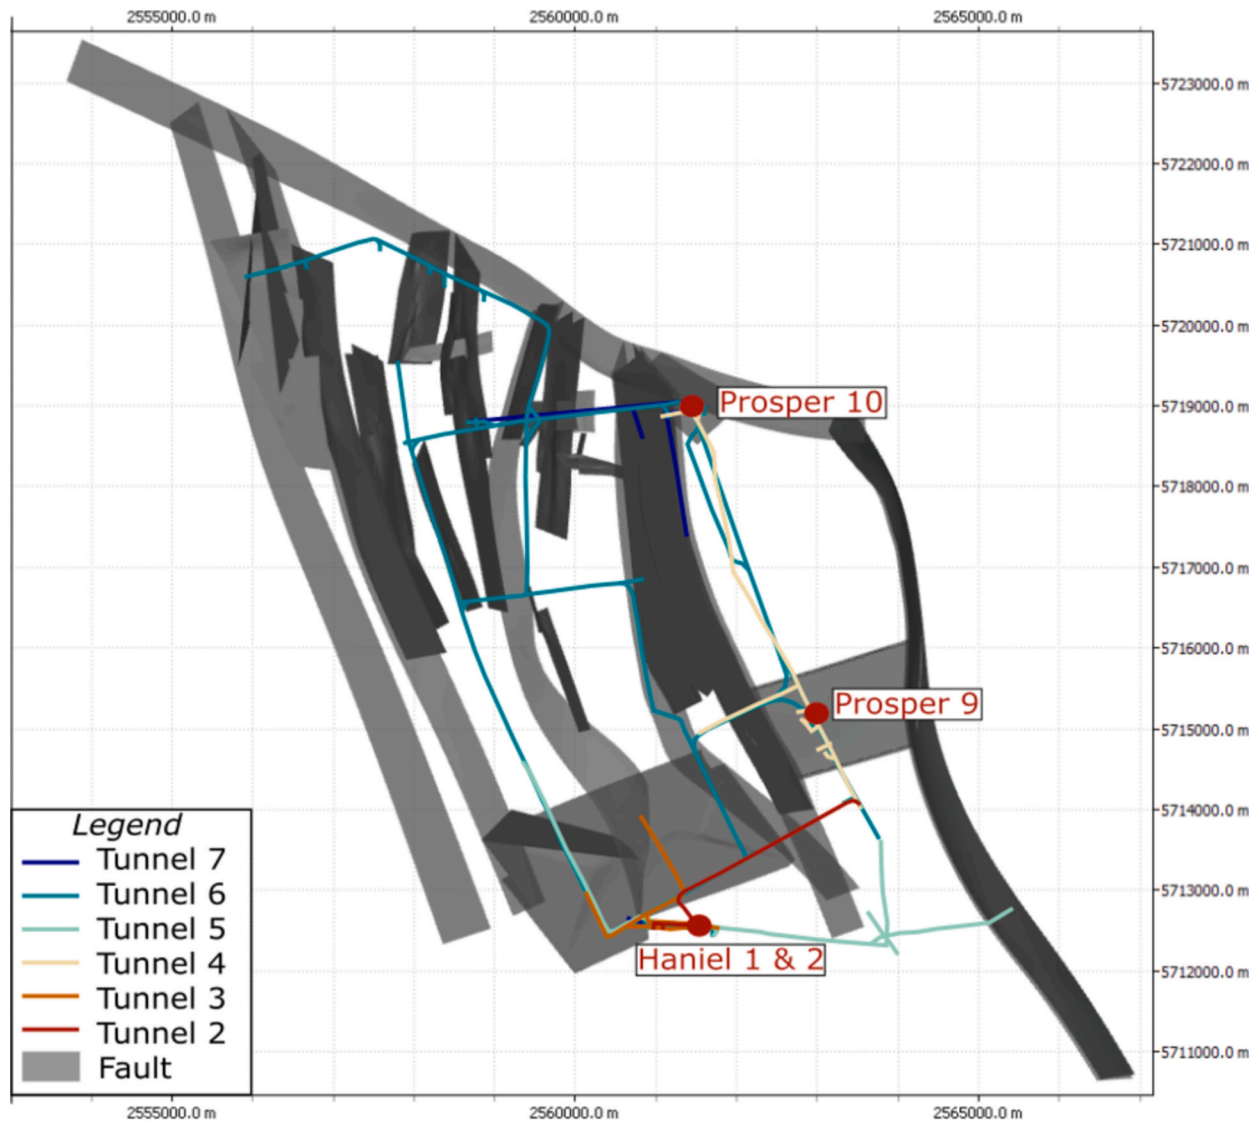 2555000.0 m
2560000.0 m
2565000.0 m
5723000.0 m
5722000.0 m
5721000.0 m
5720000.0 m
5719000.0 m
Prosper 10
5718000.0 m
5717000.0 m
5716000.0 m
Prosper 9
5715000.0 m
5714000.0 m
5713000.0 m
Haniel 1 & 2
5712000.0 m
5711000.0 m
Legend
Tunnel 7
Tunnel 6
Tunnel 5
Tunnel 4
Tunnel 3
Tunnel 2
Fault
2555000.0 m
2560000.0 m
2565000.0 m